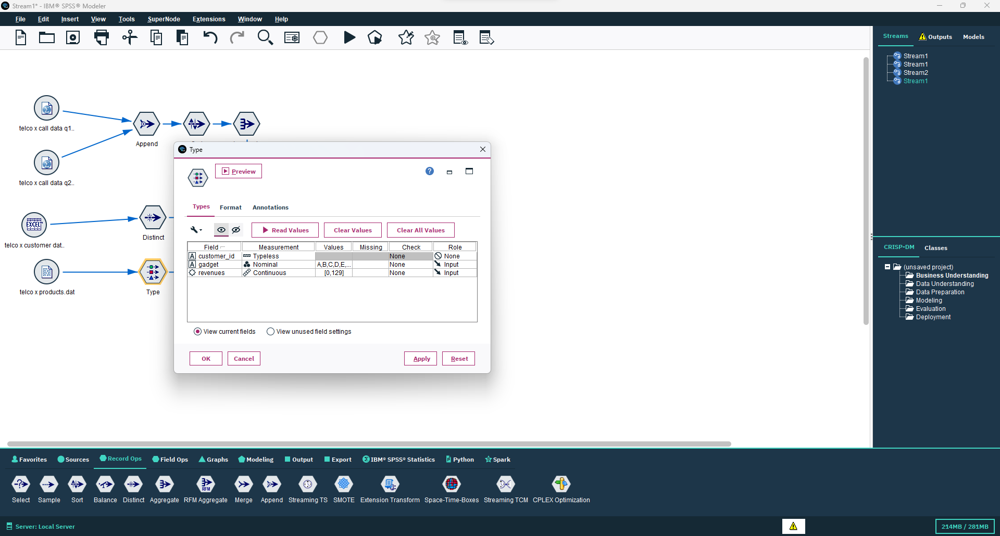 Stream1* - IBM® SPSS® Modeler
File Edit Insert View Tools SuperNode Extensions Window Help
Streams Outputs Models
Stream1
Stream1
Stream2
Stream1
telco x call data q1..
Append
telco x call data q2..
EXCEL™
telco x customer dat..
Distinct
telco x products.dat
Type
Type
Preview
Types Format Annotations
Read Values Clear Values Clear All Values
Field Measurement Values Missing Check Role
A customer_id Typeless None None
A gadget Nominal A,B,C,D,E,... None Input
revenues Continuous [0,129] None Input
View current fields View unused field settings
OK Cancel Apply Reset
CRISP-DM Classes
(unsaved project)
Business Understanding
Data Understanding
Data Preparation
Modeling
Evaluation
Deployment
Favorites Sources Record Ops Field Ops Graphs Modeling Output Export IBM® SPSS® Statistics Python Spark
RFM
Select Sample Sort Balance Distinct Aggregate RFM Aggregate Merge Append Streaming TS SMOTE Extension Transform Space-Time-Boxes Streaming TCM CPLEX Optimization
Server: Local Server
214MB / 281MB